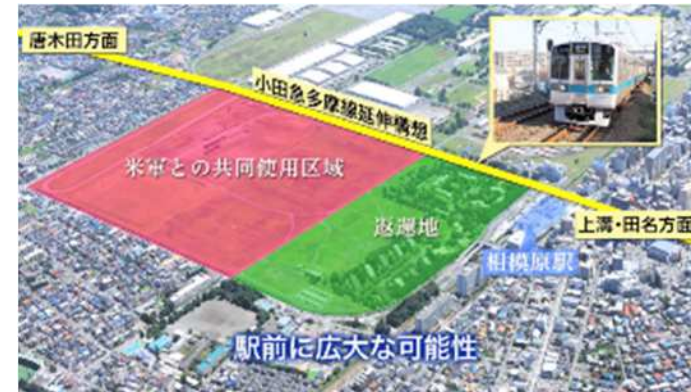 唐木田方面
小田急多摩線延伸構想
米軍との共同使用区域
返還地
上溝・田名方面
相模原駅
駅前に広大な可能性